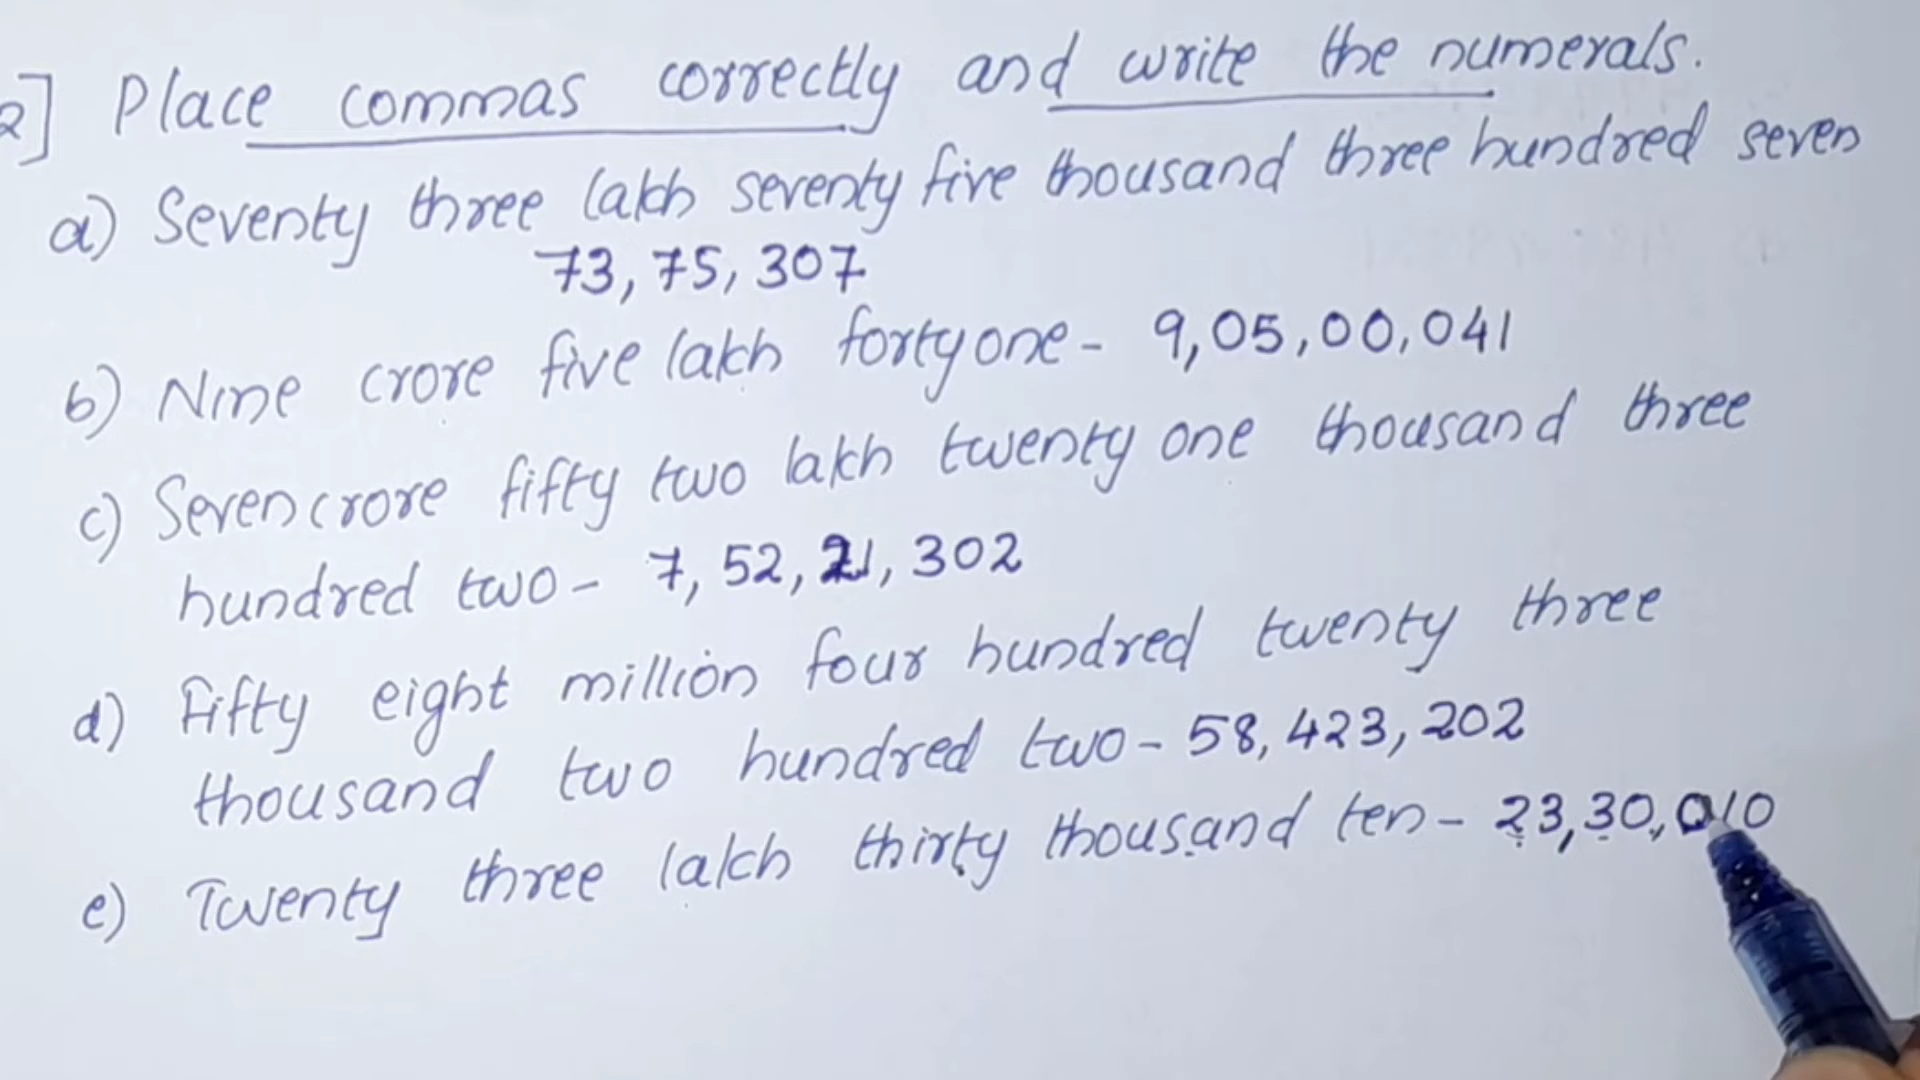 2] Place commas correctly and write the numerals.
a) Seventy three lakh seventy five thousand three hundred seven
73,75,307
b) Nine crore five lakh forty one - 9,05,00,041
c) Seven crore fifty two lakh twenty one thousand three
hundred two - 7,52,21,302
d) Fifty eight million four hundred twenty three
thousand two hundred two - 58,423,202
e) Twenty three lakh thirty thousand ten - 23,30,010